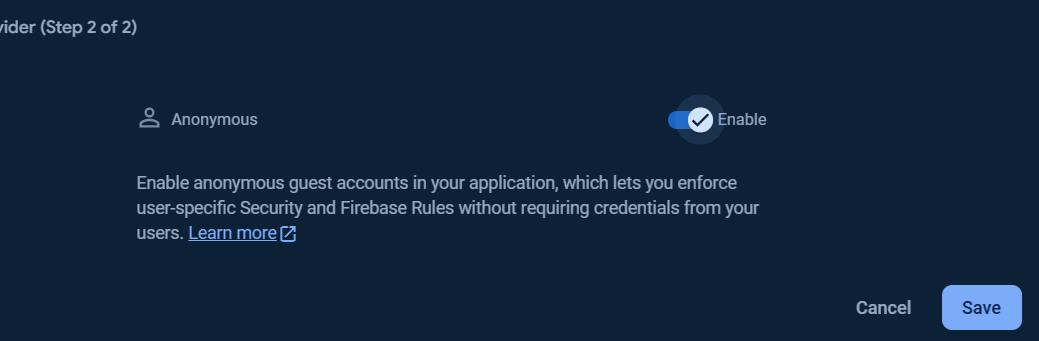 vider (Step 2 of 2)
Anonymous
Enable
Enable anonymous guest accounts in your application, which lets you enforce
user-specific Security and Firebase Rules without requiring credentials from your
users. Learn more
Cancel
Save